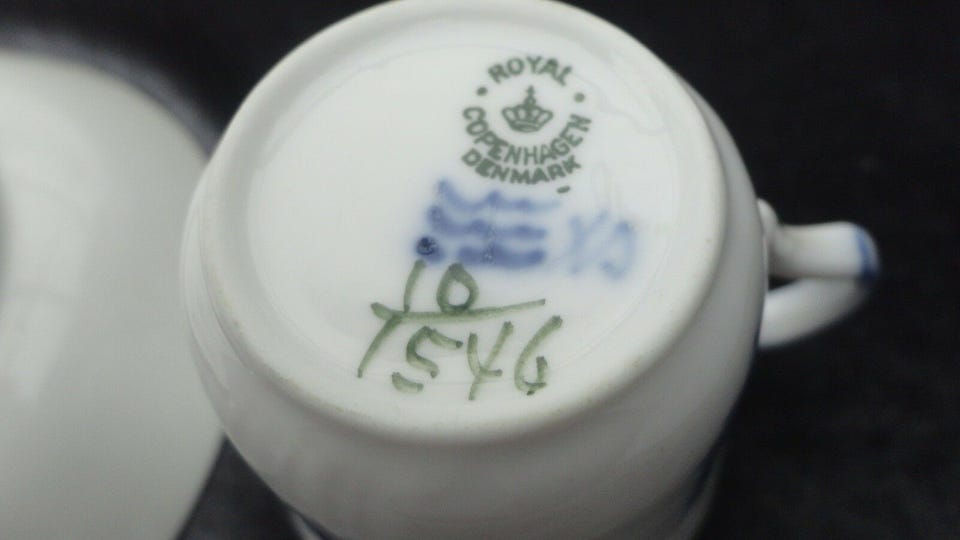 ROYAL
COPENHAGEN
DENMARK
10
1546